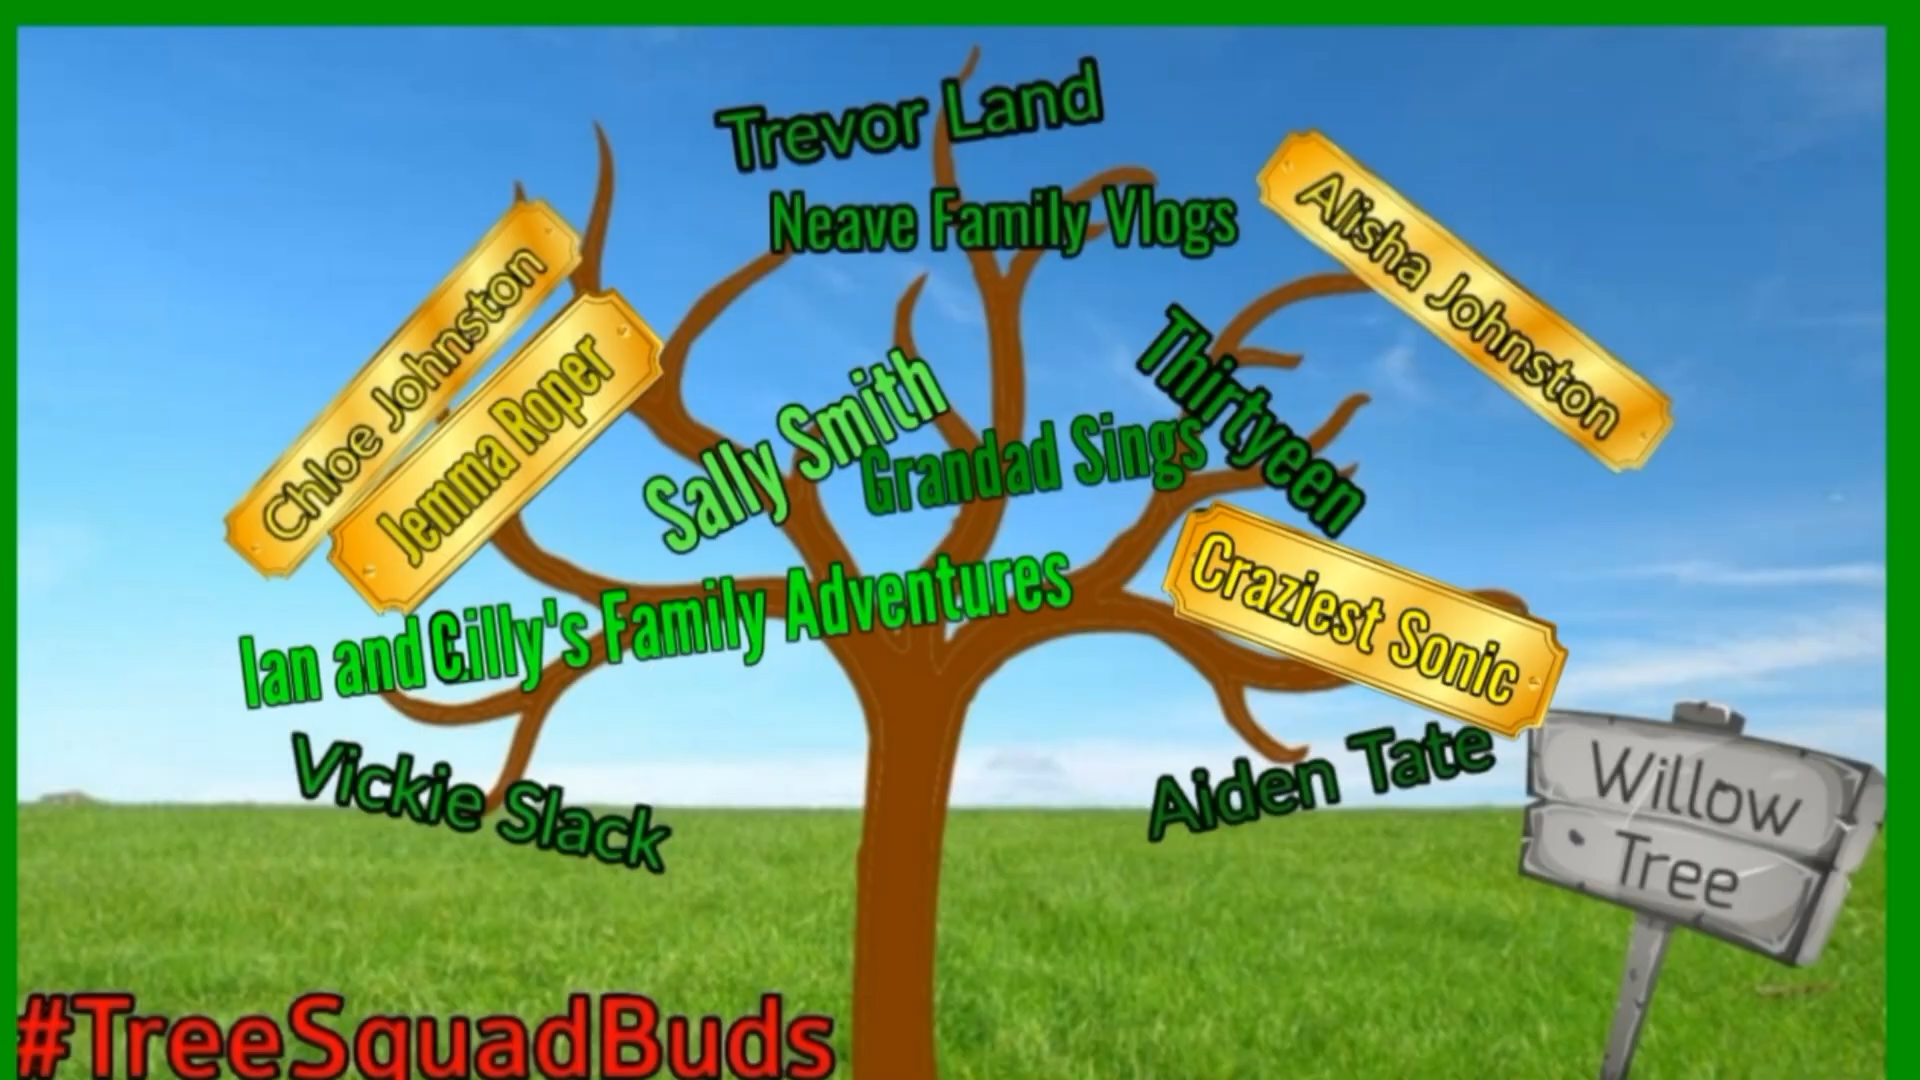 Trevor Land
Neave Family Vlogs
Alisha Johnston
Chloe Johnston
Jemma Roper
Sally Smith
Grandad Sings
Thirtyeen
Ian and Cilly's Family Adventures
Craziest Sonic
Vickie Slack
Aiden Tate
Willow
Tree
#TreeSquadBuds